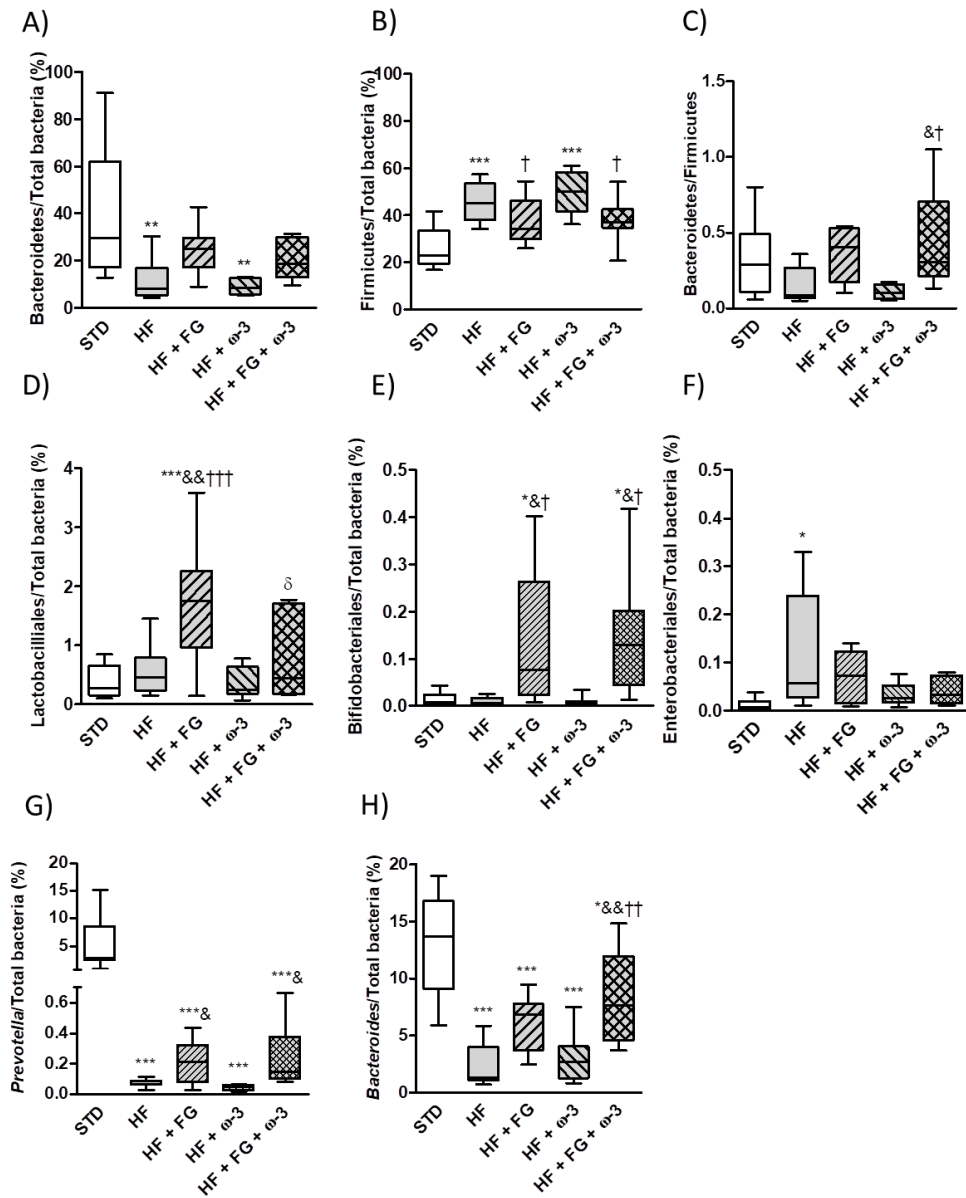 A)
Bacteroidetes/Total bacteria (%)
100
80
60
40
20
0
**
**
STD
HF
HF + FG
HF + ω-3
HF + FG + ω-3
B)
Firmicutes/Total bacteria (%)
100
80
60
40
20
0
***
†
***
†
STD
HF
HF + FG
HF + ω-3
HF + FG + ω-3
C)
Bacteroidetes/Firmicutes
1.5
1.0
0.5
0.0
&†
STD
HF
HF + FG
HF + ω-3
HF + FG + ω-3
D)
Lactobacilliales/Total bacteria (%)
4
3
2
1
0
***&&†††
δ
STD
HF
HF + FG
HF + ω-3
HF + FG + ω-3
E)
Bifidobacteriales/Total bacteria (%)
0.5
0.4
0.3
0.2
0.1
0.0
*&†
*&†
STD
HF
HF + FG
HF + ω-3
HF + FG + ω-3
F)
Enterobacteriales/Total bacteria (%)
0.5
0.4
0.3
0.2
0.1
0.0
*
STD
HF
HF + FG
HF + ω-3
HF + FG + ω-3
G)
Prevotella/Total bacteria (%)
20
15
10
5
0.6
0.4
0.2
0.0
***
***&
***
***&
STD
HF
HF + FG
HF + ω-3
HF + FG + ω-3
H)
Bacteroides/Total bacteria (%)
20
15
10
5
0
***
***
***
*&&††
STD
HF
HF + FG
HF + ω-3
HF + FG + ω-3